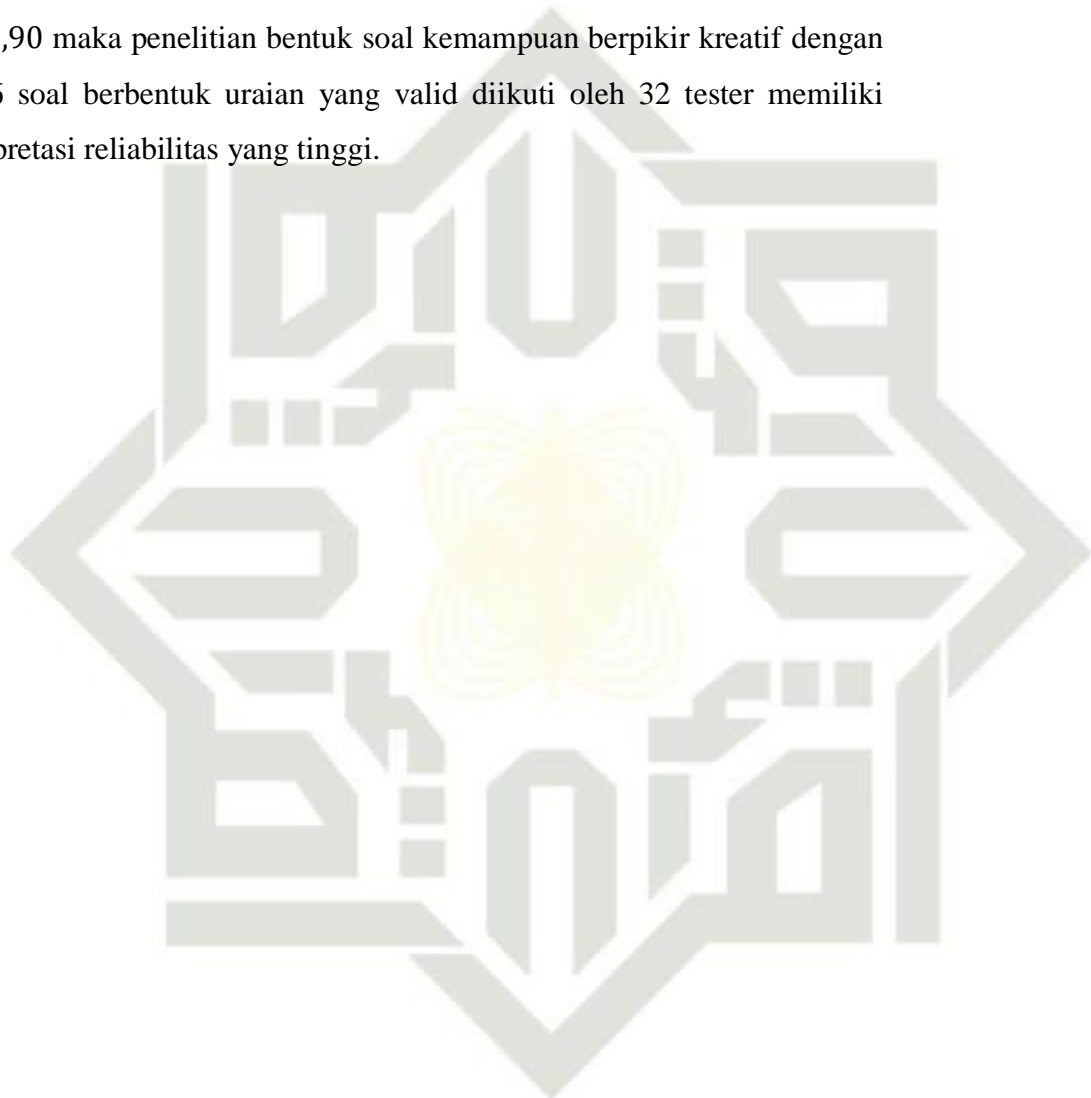 ,90 maka penelitian bentuk soal kemampuan berpikir kreatif dengan
soal berbentuk uraian yang valid diikuti oleh 32 tester memiliki
pretasi reliabilitas yang tinggi.